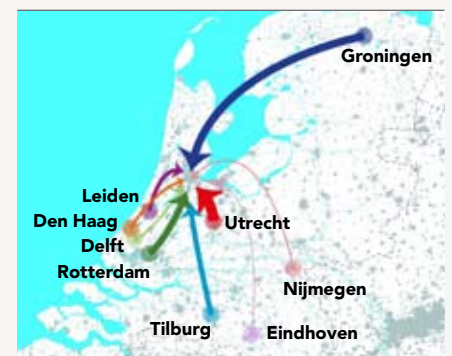 Groningen
Leiden
Den Haag
Utrecht
Delft
Rotterdam
Nijmegen
Tilburg
Eindhoven